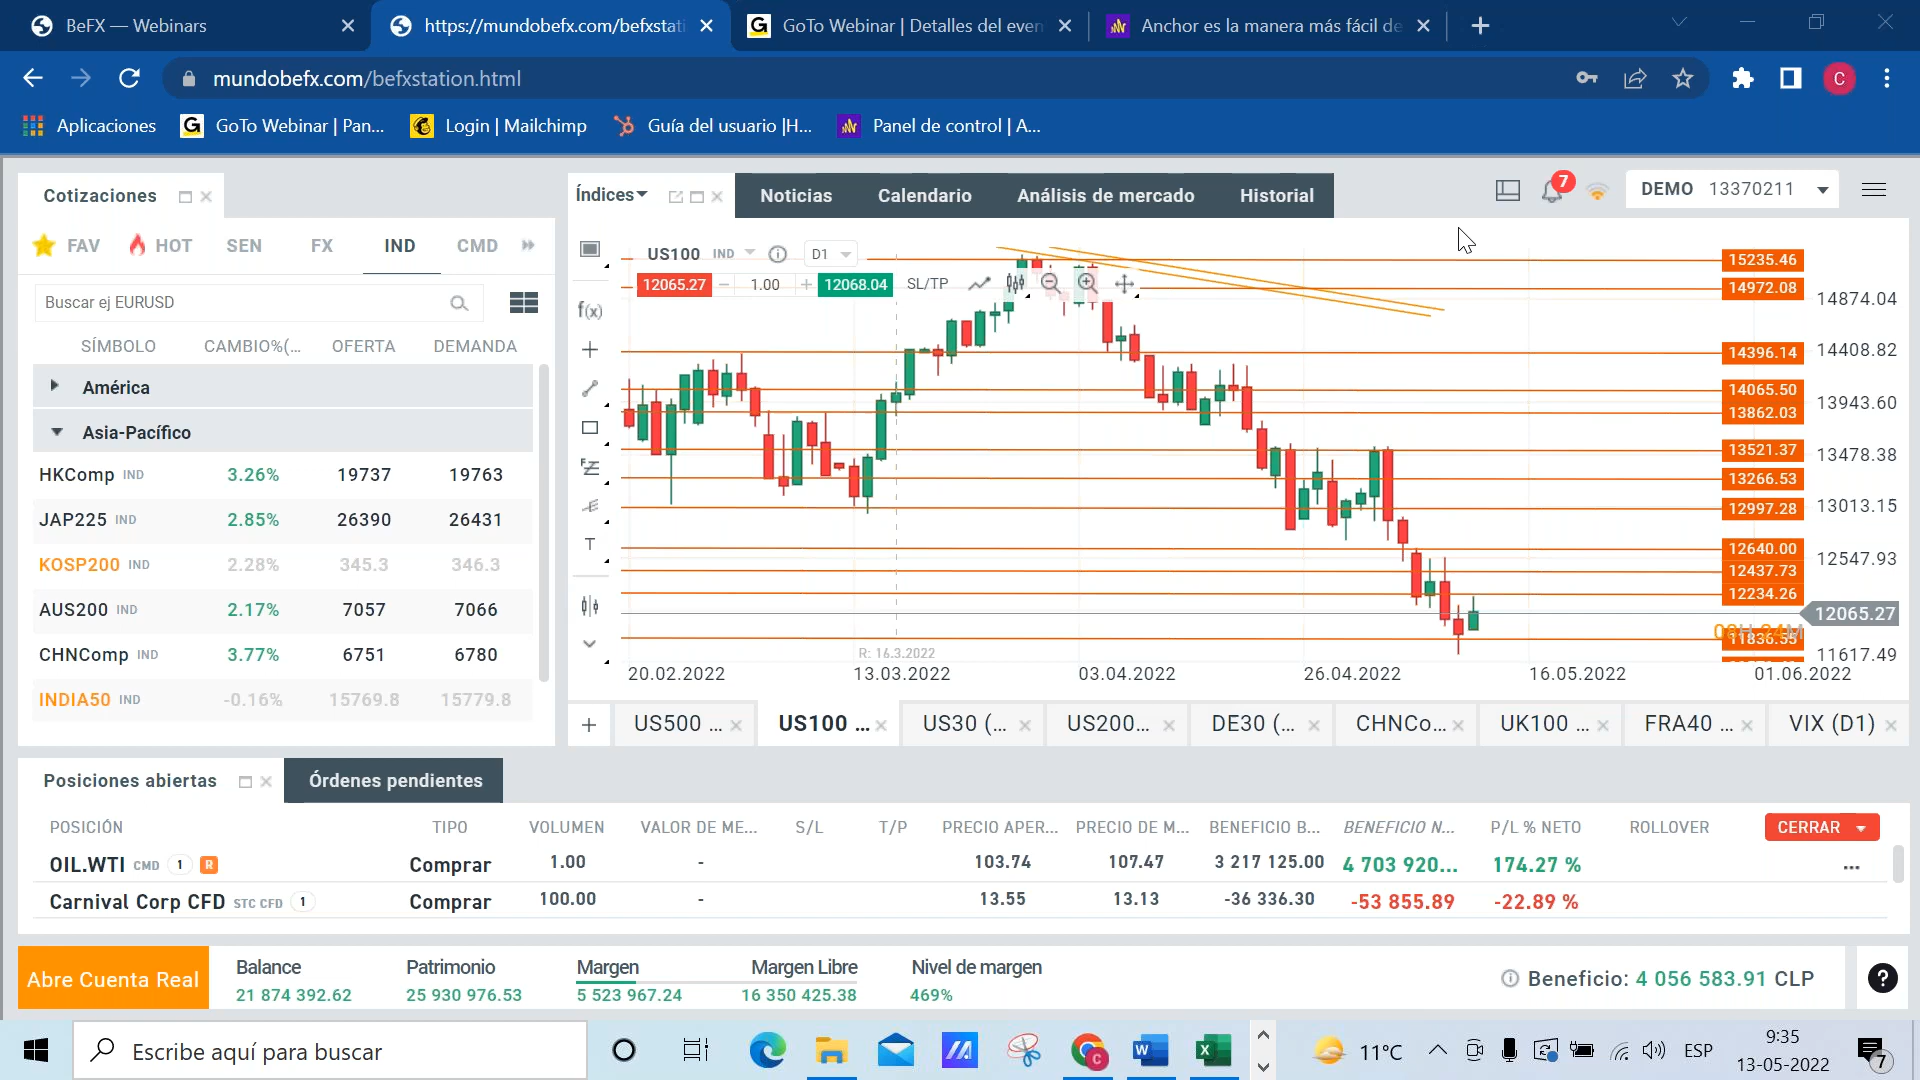 BeFX — Webinars
https://mundobefx.com/befxstati
GoTo Webinar | Detalles del even
Anchor es la manera más fácil de
mundobefx.com/befxstation.html
C
Aplicaciones
GoTo Webinar | Pan...
Login | Mailchimp
Guía del usuario |H...
Panel de control | A...
Cotizaciones
Índices
Noticias
Calendario
Análisis de mercado
Historial
7
DEMO 13370211
FAV
HOT
SEN
FX
IND
CMD
Buscar ej EURUSD
SÍMBOLO CAMBIO%(... OFERTA DEMANDA
América
Asia-Pacífico
HKComp IND 3.26% 19737 19763
JAP225 IND 2.85% 26390 26431
KOSP200 IND 2.28% 345.3 346.3
AUS200 IND 2.17% 7057 7066
CHNComp IND 3.77% 6751 6780
INDIA50 IND -0.16% 15769.8 15779.8
US100 IND D1
12065.27 1.00 12068.04 SL/TP
f(x)
T
15235.46
14972.08
14874.04
14396.14
14408.82
14065.50
13943.60
13862.03
13521.37
13478.38
13266.53
12997.28
13013.15
12640.00
12547.93
12437.73
12234.26
12065.27
11836.55
11617.49
R: 16.3.2022
20.02.2022 13.03.2022 03.04.2022 26.04.2022 16.05.2022 01.06.2022
US500 ...
US100 ...
US30 (...
US200...
DE30 (...
CHNCo...
UK100 ...
FRA40 ...
VIX (D1)
Posiciones abiertas
Órdenes pendientes
POSICIÓN TIPO VOLUMEN VALOR DE ME... S/L T/P PRECIO APER... PRECIO DE M... BENEFICIO B... BENEFICIO N... P/L % NETO ROLLOVER CERRAR
OIL.WTI CMD 1 R Comprar 1.00 - 103.74 107.47 3 217 125.00 4 703 920... 174.27 % ...
Carnival Corp CFD STC CFD 1 Comprar 100.00 - 13.55 13.13 -36 336.30 -53 855.89 -22.89 %
Abre Cuenta Real
Balance
21 874 392.62
Patrimonio
25 930 976.53
Margen
5 523 967.24
Margen Libre
16 350 425.38
Nivel de margen
469%
Beneficio: 4 056 583.91 CLP
?
Escribe aquí para buscar
11°C
ESP
9:35
13-05-2022
7